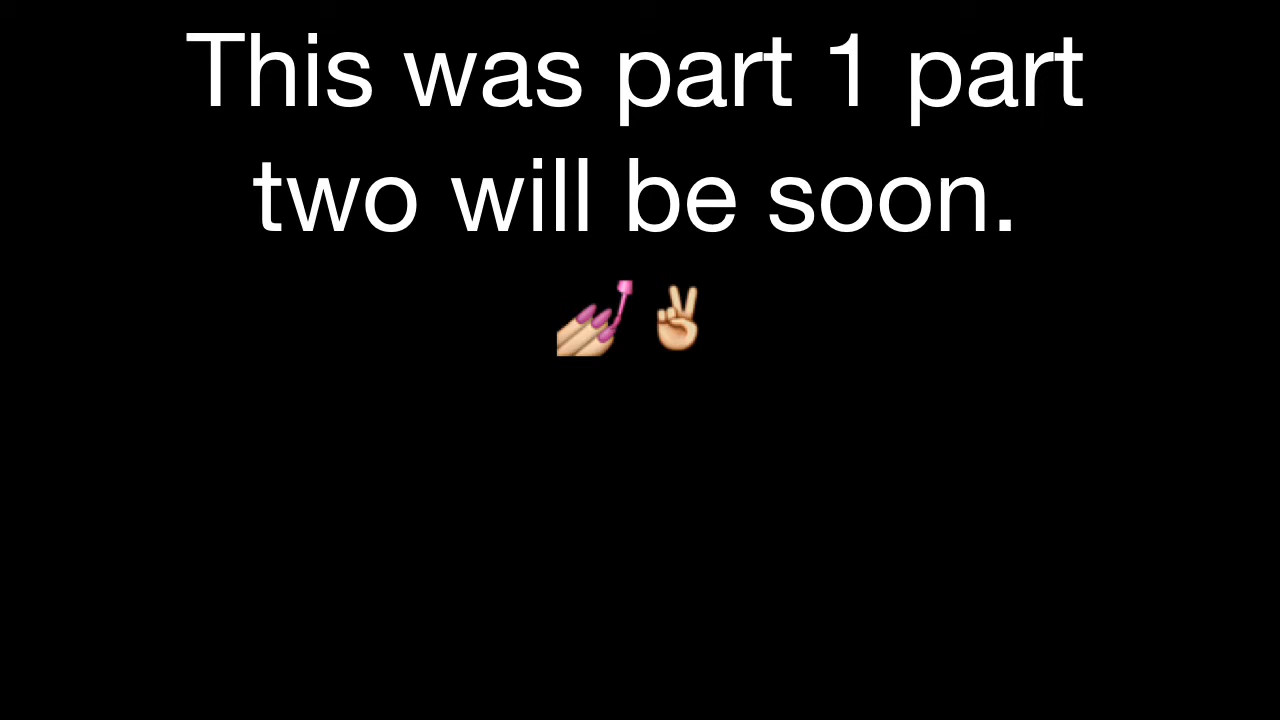 This was part 1 part
two will be soon.
💅🏼✌🏼